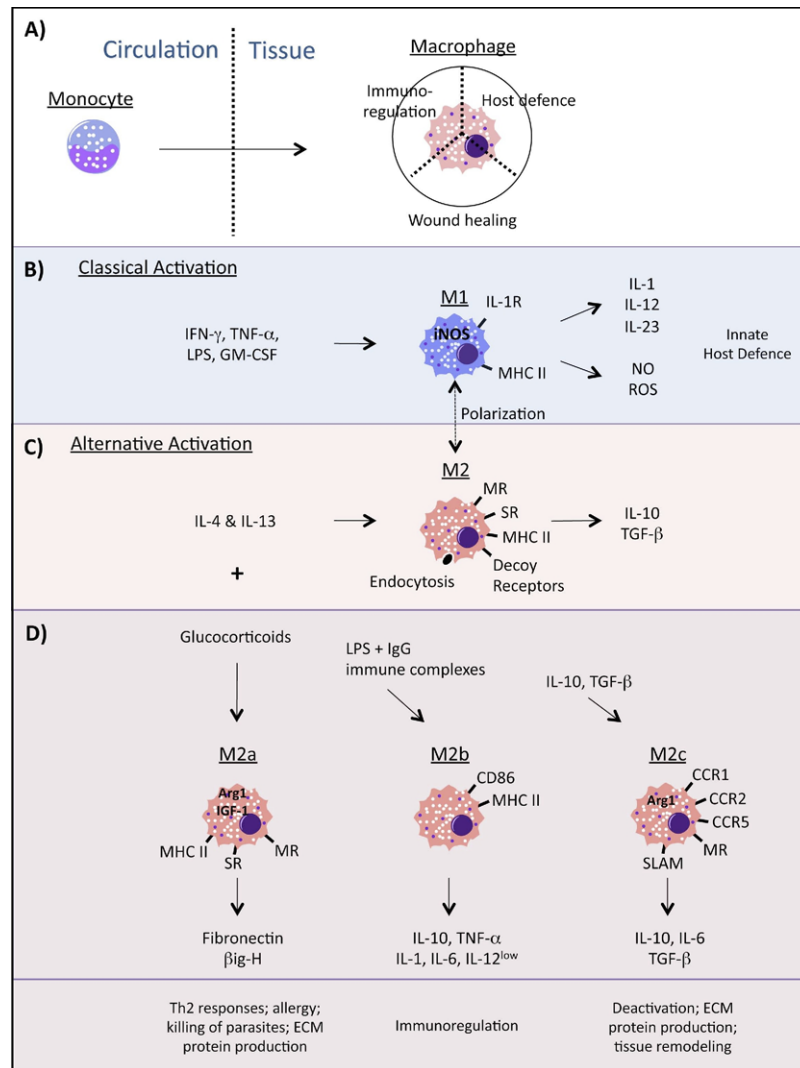 A)
Circulation
Tissue
Monocyte
Macrophage
Immuno-
regulation
Host defence
Wound healing
B)
Classical Activation
IFN-γ, TNF-α,
LPS, GM-CSF
M1
IL-1R
iNOS
MHC II
IL-1
IL-12
IL-23
NO
ROS
Innate
Host Defence
Polarization
C)
Alternative Activation
IL-4 & IL-13
+
M2
MR
SR
MHC II
Decoy
Receptors
Endocytosis
IL-10
TGF-β
D)
Glucocorticoids
LPS + IgG
immune complexes
IL-10, TGF-β
M2a
Arg1
IGF-1
MHC II
SR
MR
M2b
CD86
MHC II
M2c
Arg1
CCR1
CCR2
CCR5
MR
SLAM
Fibronectin
βig-H
IL-10, TNF-α
IL-1, IL-6, IL-12low
IL-10, IL-6
TGF-β
Th2 responses; allergy;
killing of parasites; ECM
protein production
Immunoregulation
Deactivation; ECM
protein production;
tissue remodeling